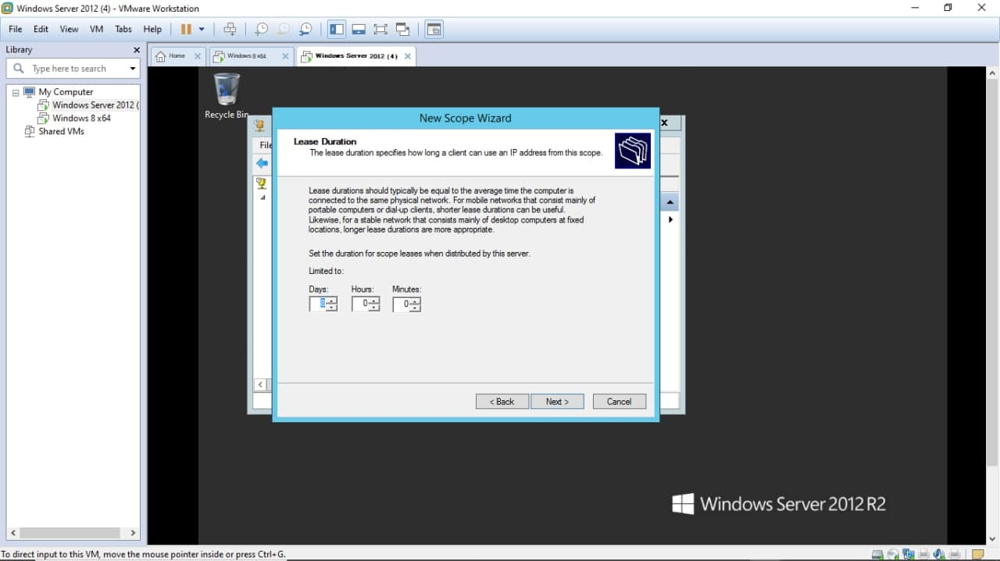 Windows Server 2012 (4) - VMware Workstation
File Edit View VM Tabs Help
Library
Type here to search
My Computer
Windows Server 2012 (
Windows 8 x64
Shared VMs
Home
Windows 8 x64
Windows Server 2012 (4)
Recycle Bin
File
New Scope Wizard
Lease Duration
The lease duration specifies how long a client can use an IP address from this scope.
Lease durations should typically be equal to the average time the computer is
connected to the same physical network. For mobile networks that consist mainly of
portable computers or dial-up clients, shorter lease durations can be useful.
Likewise, for a stable network that consists mainly of desktop computers at fixed
locations, longer lease durations are more appropriate.
Set the duration for scope leases when distributed by this server.
Limited to:
Days: Hours: Minutes:
8 0 0
< Back Next > Cancel
Windows Server 2012 R2
To direct input to this VM, move the mouse pointer inside or press Ctrl+G.